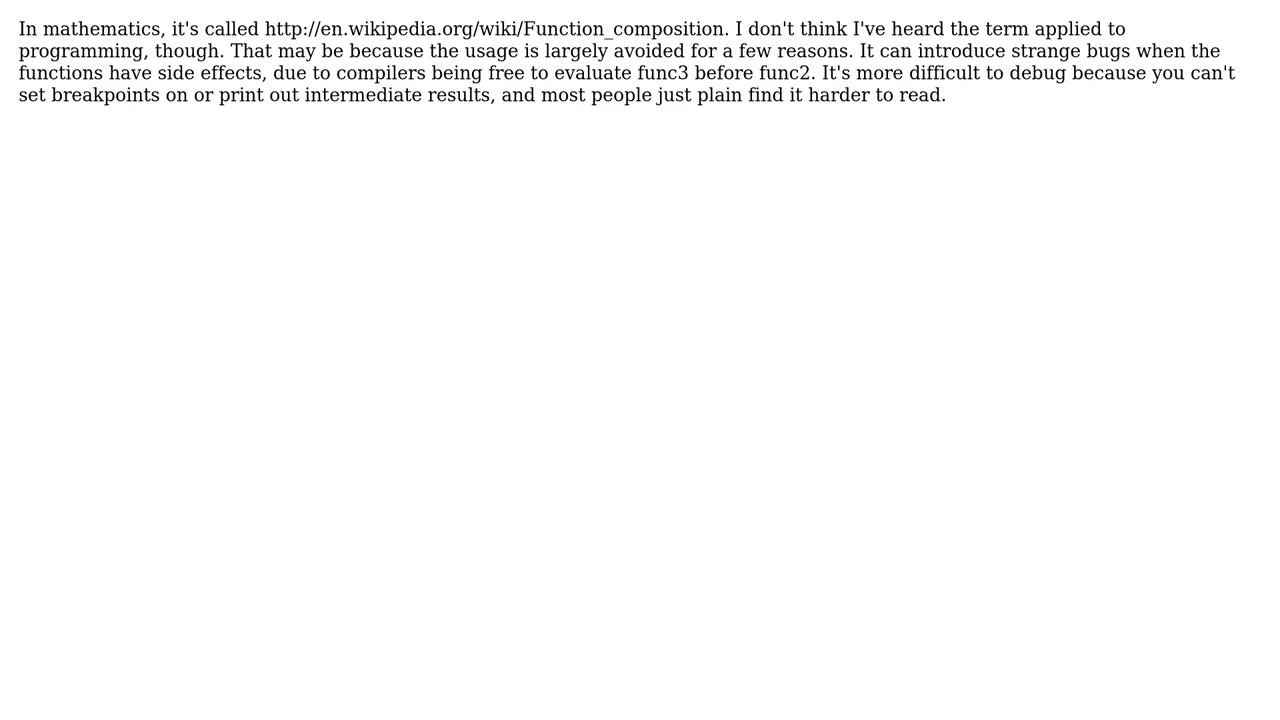 In mathematics, it's called http://en.wikipedia.org/wiki/Function_composition. I don't think I've heard the term applied to
programming, though. That may be because the usage is largely avoided for a few reasons. It can introduce strange bugs when the
functions have side effects, due to compilers being free to evaluate func3 before func2. It's more difficult to debug because you can't
set breakpoints on or print out intermediate results, and most people just plain find it harder to read.